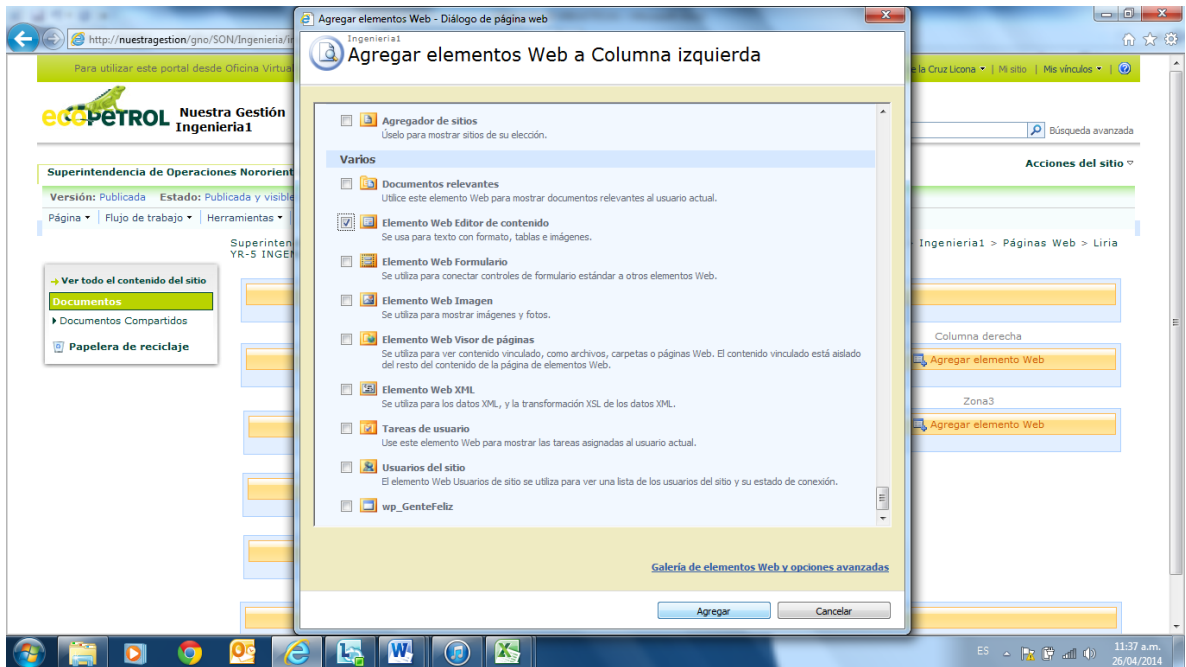 Agregar elementos Web - Diálogo de página web
http://nuestragestion/gno/SON/Ingenieria/
Ingenieria1
Agregar elementos Web a Columna izquierda
Para utilizar este portal desde Oficina Virtual
la Cruz Licona
Mi sitio
Mis vínculos
ecoPETROL
Nuestra Gestión
Ingenieria1
Búsqueda avanzada
Superintendencia de Operaciones
Acciones del sitio
Versión: Publicada Estado: Publicada y visible
Página
Flujo de trabajo
Herramientas
YR-5
Ingenieria1 > Páginas Web > Liria
Ver todo el contenido del sitio
Documentos
Documentos Compartidos
Papelera de reciclaje
Agregador de sitios
Úselo para mostrar sitios de su elección.
Varios
Documentos relevantes
Utilice este elemento Web para mostrar documentos relevantes al usuario actual.
Elemento Web Editor de contenido
Se usa para texto con formato, tablas e imágenes.
Elemento Web Formulario
Se utiliza para conectar controles de formulario estándar a otros elementos Web.
Elemento Web Imagen
Se utiliza para mostrar imágenes y fotos.
Elemento Web Visor de páginas
Se utiliza para ver contenido vinculado, como archivos, carpetas o páginas Web. El contenido vinculado está aislado
del resto del contenido de la página de elementos Web.
Elemento Web XML
Se utiliza para los datos XML, y la transformación XSL de los datos XML.
Tareas de usuario
Use este elemento Web para mostrar las tareas asignadas al usuario actual.
Usuarios del sitio
El elemento Web Usuarios de sitio se utiliza para ver una lista de los usuarios del sitio y su estado de conexión.
wp_GenteFeliz
Columna derecha
Agregar elemento Web
Zona3
Agregar elemento Web
Galería de elementos Web y opciones avanzadas
Agregar
Cancelar
ES
11:37 a.m.
26/04/2014